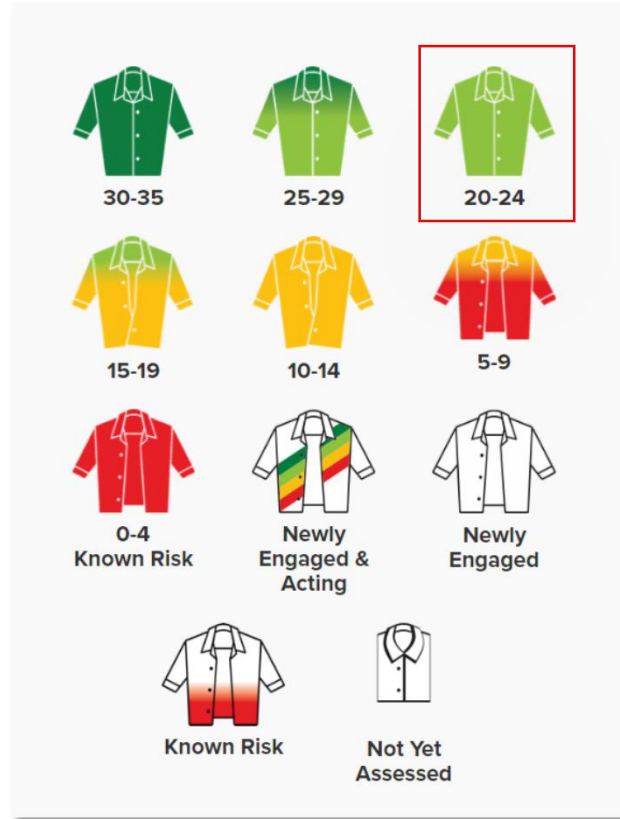 30-35
25-29
20-24
15-19
10-14
5-9
0-4
Known Risk
Newly
Engaged &
Acting
Newly
Engaged
Known Risk
Not Yet
Assessed